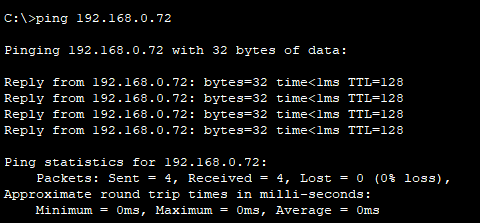 C:\>ping 192.168.0.72
Pinging 192.168.0.72 with 32 bytes of data:
Reply from 192.168.0.72: bytes=32 time<1ms TTL=128
Reply from 192.168.0.72: bytes=32 time<1ms TTL=128
Reply from 192.168.0.72: bytes=32 time<1ms TTL=128
Reply from 192.168.0.72: bytes=32 time<1ms TTL=128
Ping statistics for 192.168.0.72:
    Packets: Sent = 4, Received = 4, Lost = 0 (0% loss),
Approximate round trip times in milli-seconds:
    Minimum = 0ms, Maximum = 0ms, Average = 0ms